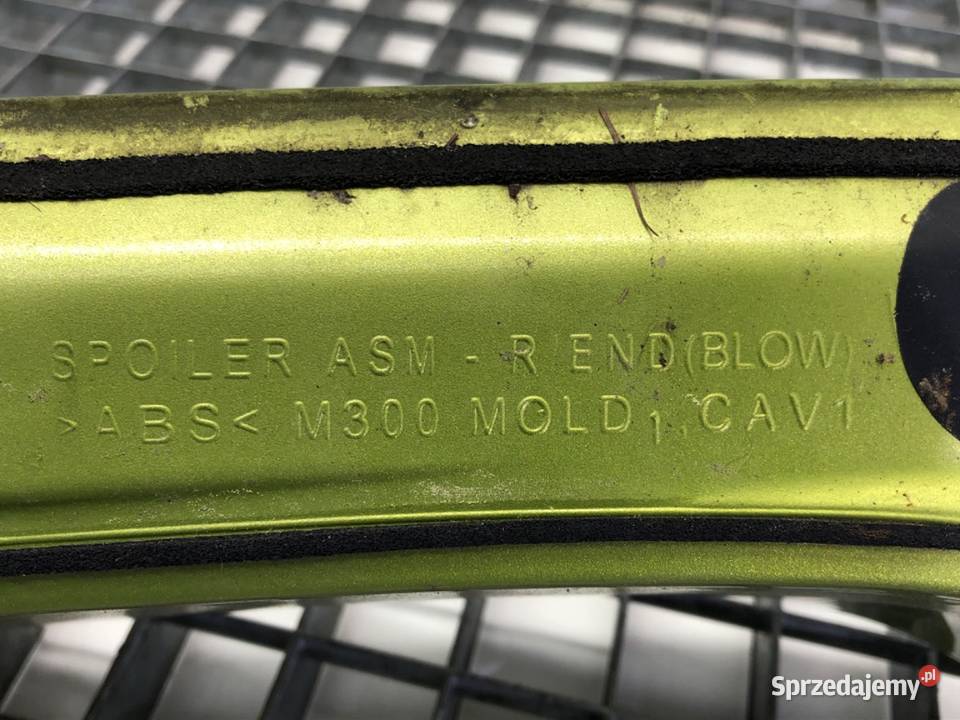 SPOILER ASM - R END(BLOW)
>ABS< M300 MOLD1, CAV1
Sprzedajemy.pl